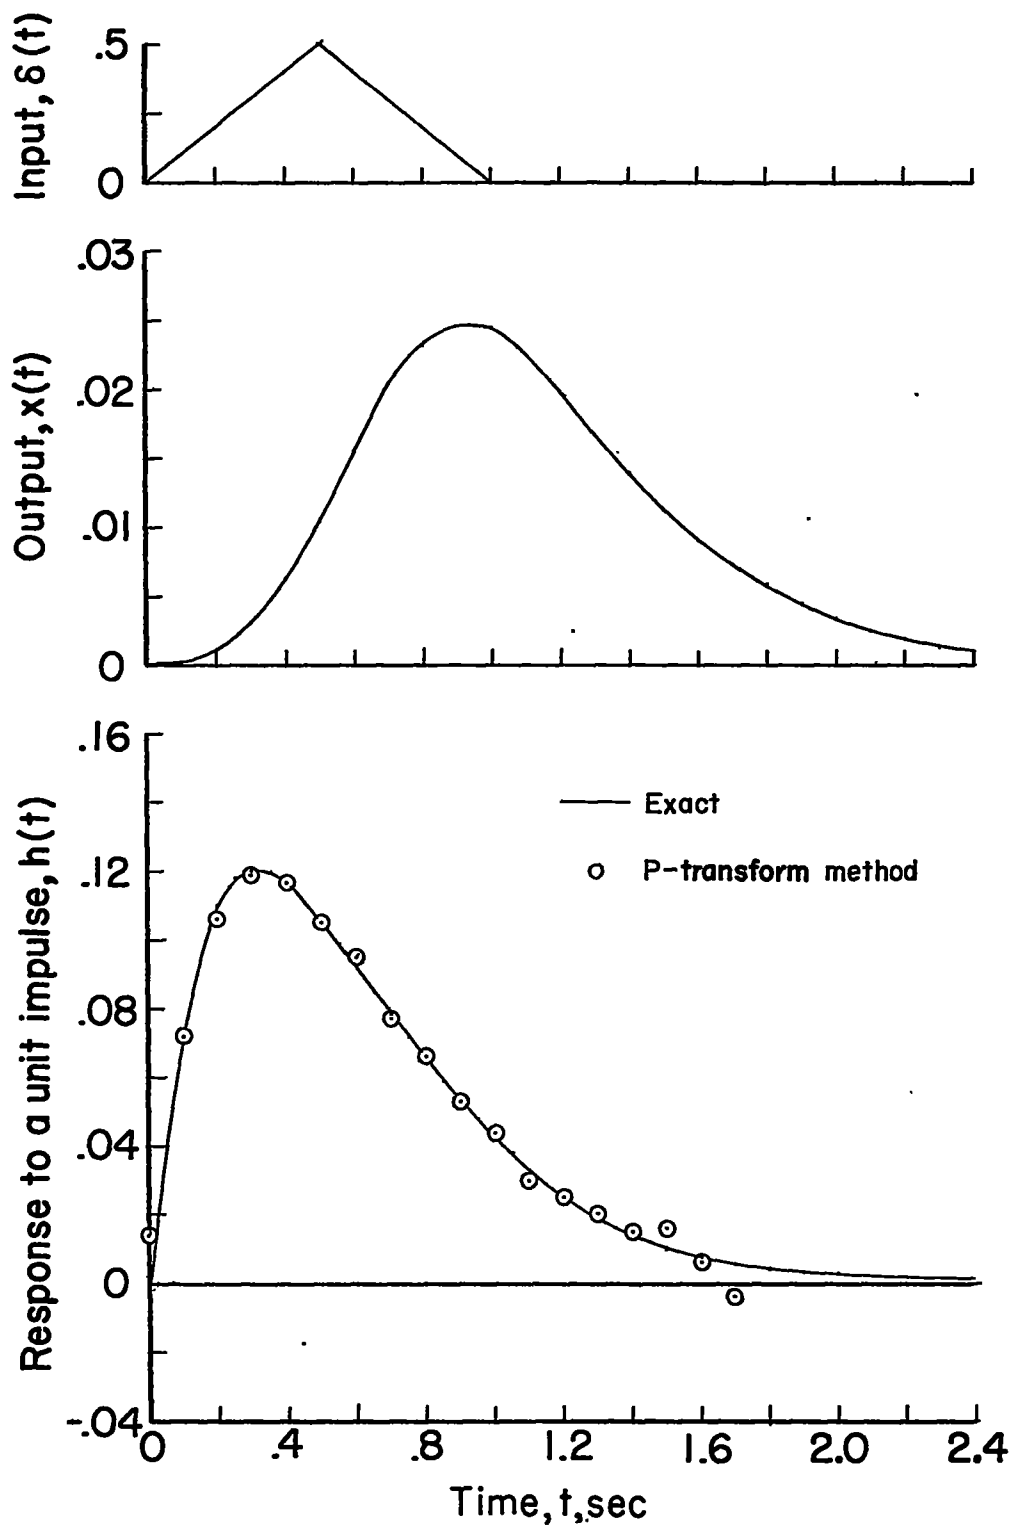 Input, δ(t)
.5
0
Output, x(t)
.03
.02
.01
0
Response to a unit impulse, h(t)
.16
.12
.08
.04
0
-.04
Exact
P-transform method
0 .4 .8 1.2 1.6 2.0 2.4
Time, t, sec